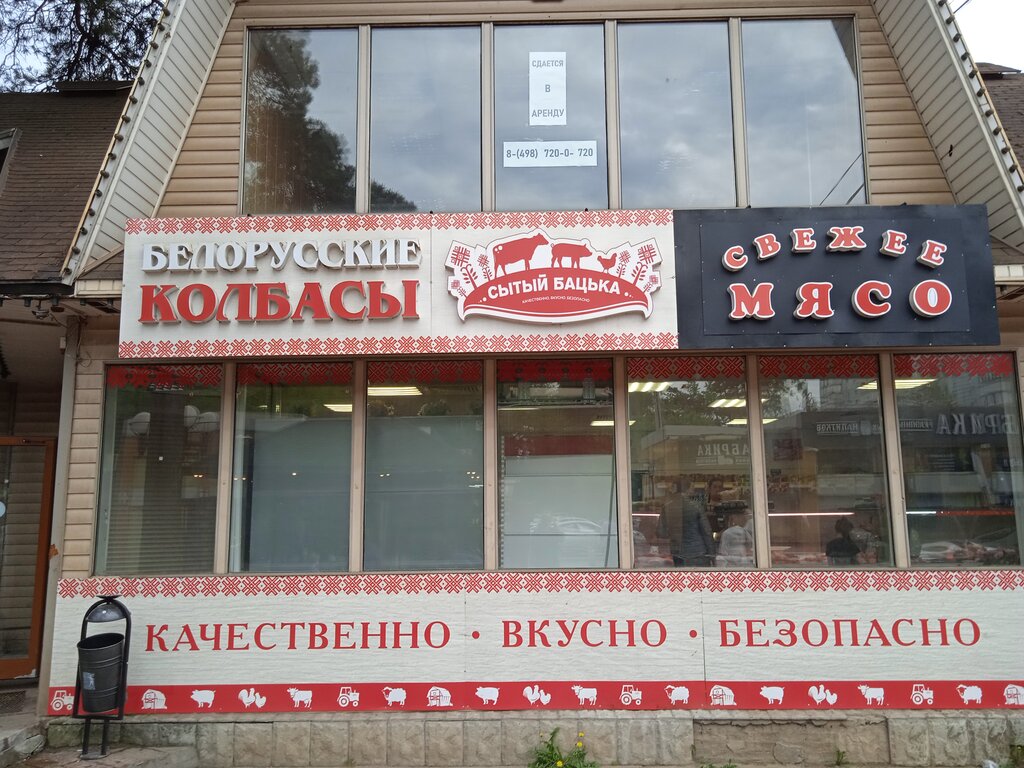 СДАЕТСЯ
В
АРЕНДУ
8-(498) 720-0- 720
БЕЛОРУССКИЕ
КОЛБАСЫ
СЫТЫЙ БАЦЬКА
КАЧЕСТВЕННО, ВКУСНО, БЕЗОПАСНО
СВЕЖЕЕ
МЯСО
КАЧЕСТВЕННО • ВКУСНО • БЕЗОПАСНО